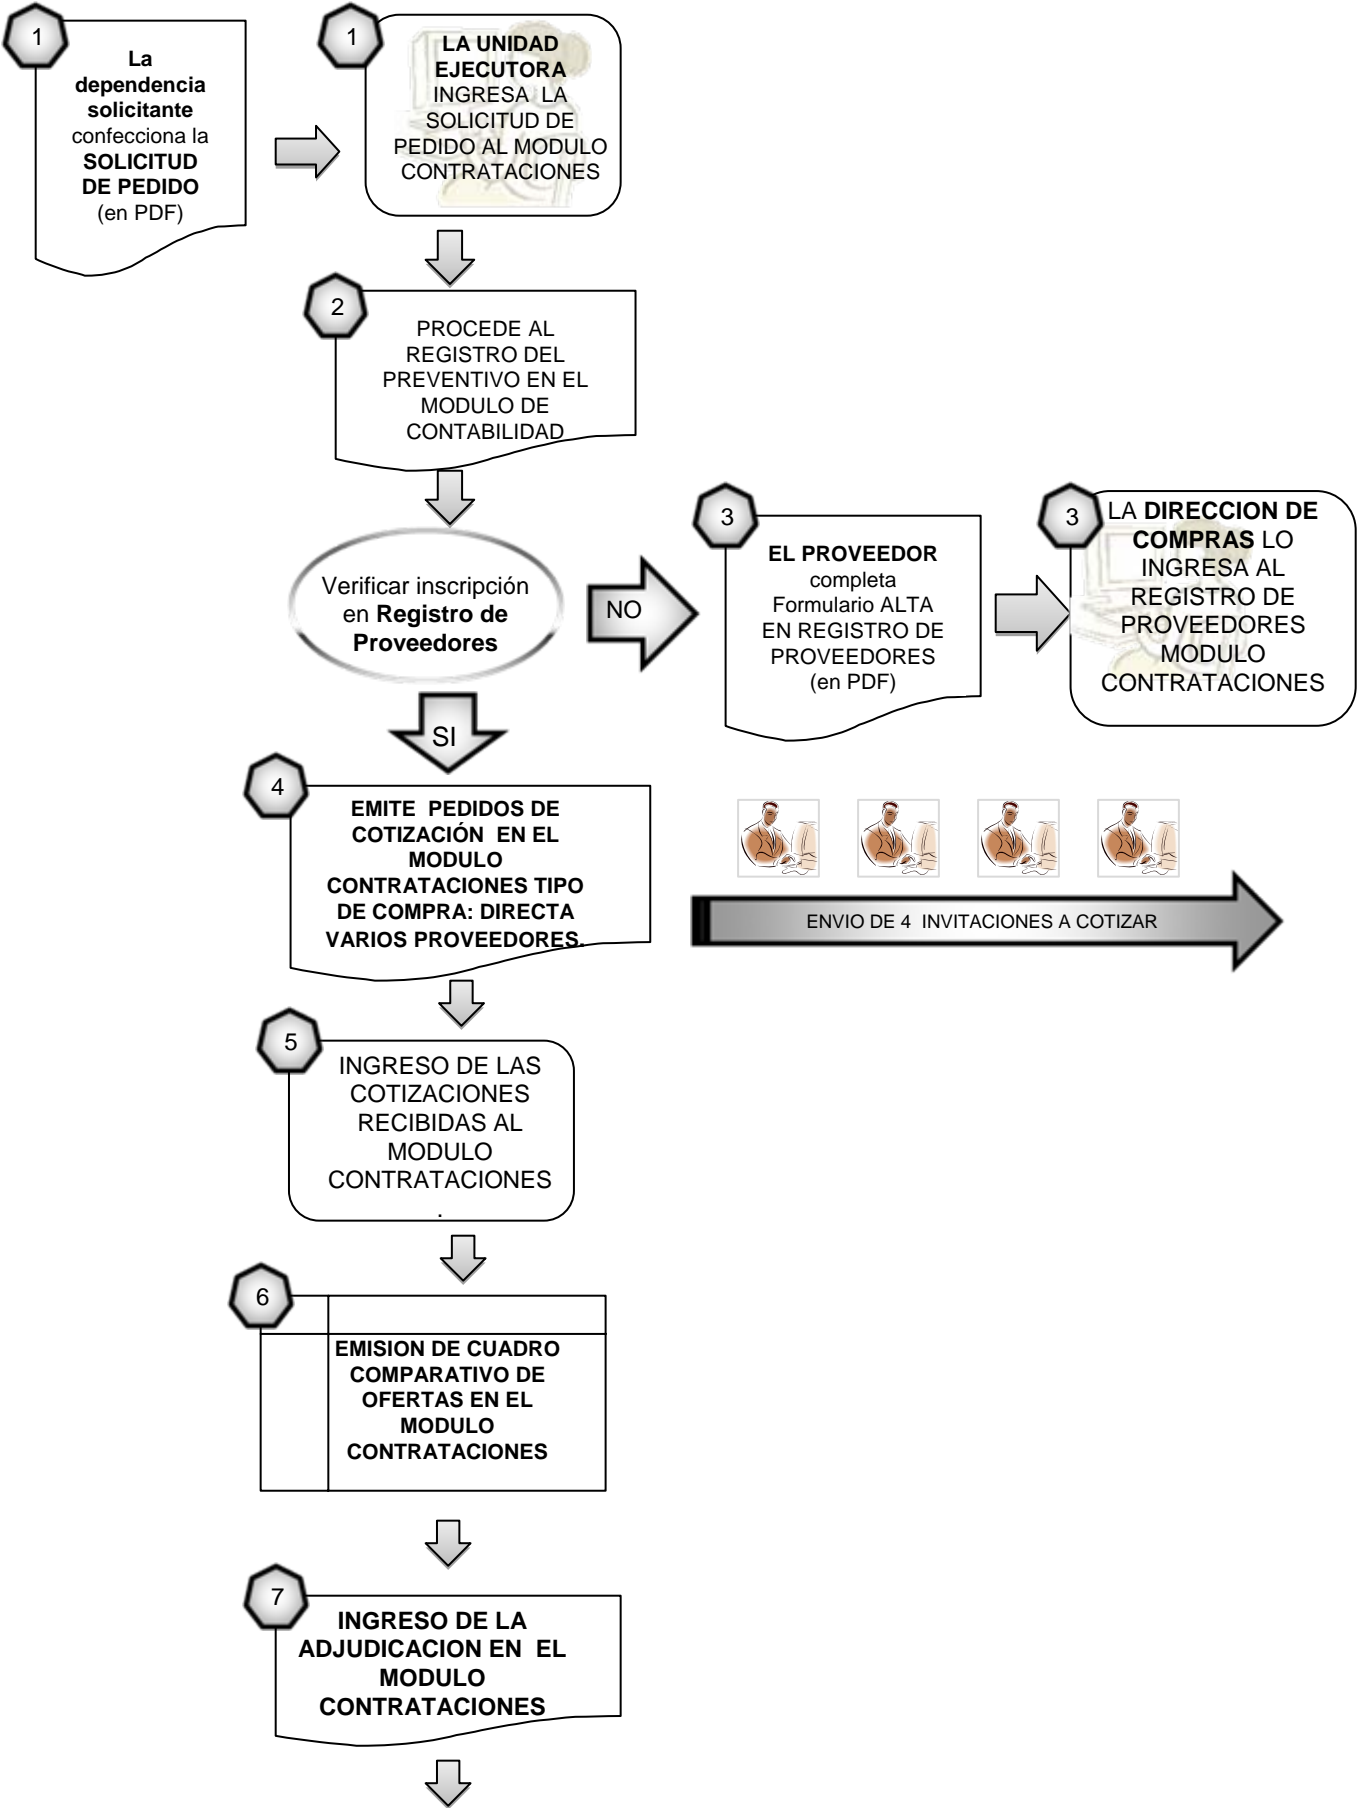 1
La
dependencia
solicitante
confecciona la
SOLICITUD
DE PEDIDO
(en PDF)
1
LA UNIDAD
EJECUTORA
INGRESA LA
SOLICITUD DE
PEDIDO AL MODULO
CONTRATACIONES
2
PROCEDE AL
REGISTRO DEL
PREVENTIVO EN EL
MODULO DE
CONTABILIDAD
Verificar inscripción
en Registro de
Proveedores
NO
3
EL PROVEEDOR
completa
Formulario ALTA
EN REGISTRO DE
PROVEEDORES
(en PDF)
3
LA DIRECCION DE
COMPRAS LO
INGRESA AL
REGISTRO DE
PROVEEDORES
MODULO
CONTRATACIONES
SI
4
EMITE PEDIDOS DE
COTIZACIÓN EN EL
MODULO
CONTRATACIONES TIPO
DE COMPRA: DIRECTA
VARIOS PROVEEDORES.
ENVIO DE 4 INVITACIONES A COTIZAR
5
INGRESO DE LAS
COTIZACIONES
RECIBIDAS AL
MODULO
CONTRATACIONES
.
6
EMISION DE CUADRO
COMPARATIVO DE
OFERTAS EN EL
MODULO
CONTRATACIONES
7
INGRESO DE LA
ADJUDICACION EN EL
MODULO
CONTRATACIONES